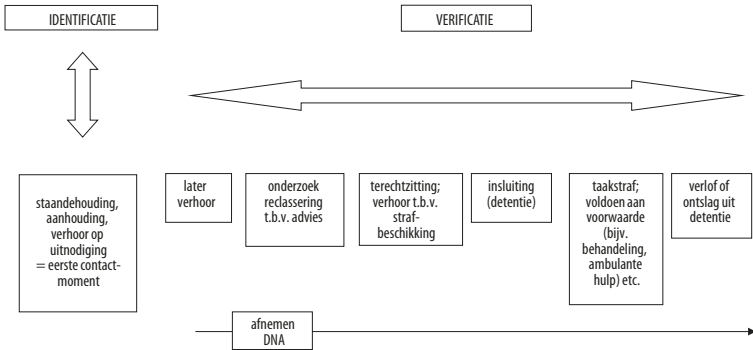 IDENTIFICATIE
VERIFICATIE
staandehouding,
aanhouding,
verhoor op
uitnodiging
= eerste contact-
moment
later
verhoor
onderzoek
reclassering
t.b.v. advies
terechtzitting;
verhoor t.b.v.
straf-
beschikking
insluiting
(detentie)
taakstraf;
voldoen aan
voorwaarde
(bijv.
behandeling,
ambulante
hulp) etc.
verlof of
ontslag uit
detentie
afnemen
DNA